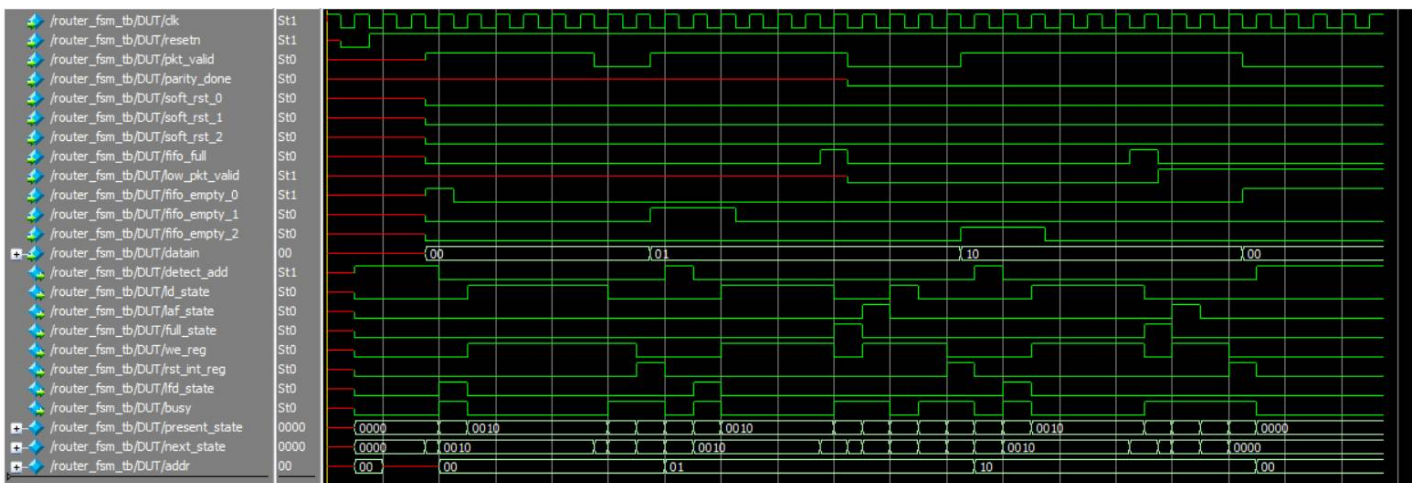 /router_fsm_tb/DUT/clk St1
/router_fsm_tb/DUT/resetn St1
/router_fsm_tb/DUT/pkt_valid St0
/router_fsm_tb/DUT/parity_done St0
/router_fsm_tb/DUT/soft_rst_0 St0
/router_fsm_tb/DUT/soft_rst_1 St0
/router_fsm_tb/DUT/soft_rst_2 St0
/router_fsm_tb/DUT/fifo_full St0
/router_fsm_tb/DUT/low_pkt_valid St1
/router_fsm_tb/DUT/fifo_empty_0 St1
/router_fsm_tb/DUT/fifo_empty_1 St0
/router_fsm_tb/DUT/fifo_empty_2 St0
/router_fsm_tb/DUT/datain 00 00 01 10 00
/router_fsm_tb/DUT/detect_add St1
/router_fsm_tb/DUT/ld_state St0
/router_fsm_tb/DUT/laf_state St0
/router_fsm_tb/DUT/full_state St0
/router_fsm_tb/DUT/we_reg St0
/router_fsm_tb/DUT/rst_int_reg St0
/router_fsm_tb/DUT/lfd_state St0
/router_fsm_tb/DUT/busy St0
/router_fsm_tb/DUT/present_state 0000 0000 0010 0010 0010 0000
/router_fsm_tb/DUT/next_state 0000 0000 0010 0010 0010 0000
/router_fsm_tb/DUT/addr 00 00 00 01 10 00